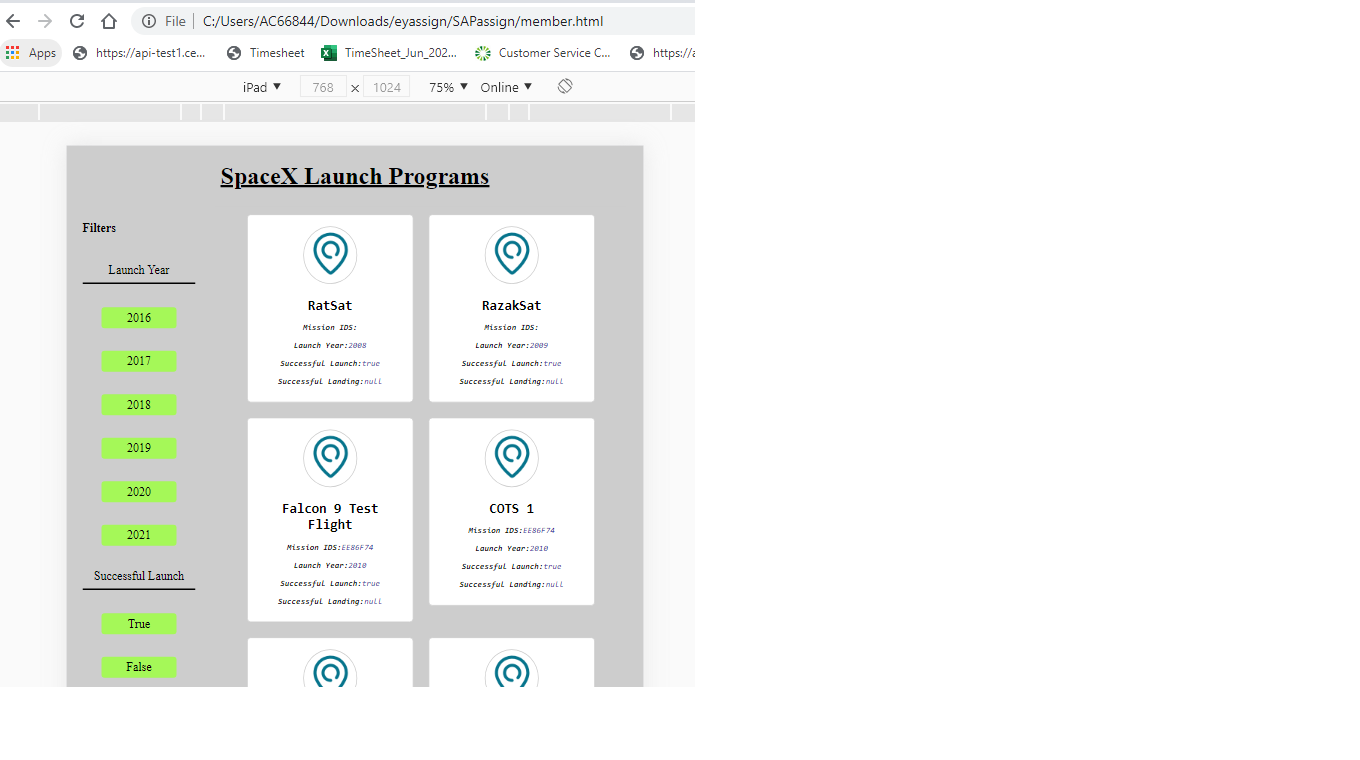 File C:/Users/AC66844/Downloads/eyassign/SAPassign/member.html
Apps https://api-test1.ce... Timesheet TimeSheet_Jun_202... Customer Service C... https://a
iPad ▼ 768 × 1024 75% ▼ Online ▼
SpaceX Launch Programs
Filters
Launch Year
2016
2017
2018
2019
2020
2021
Successful Launch
True
False
RatSat
Mission IDS:
Launch Year:2008
Successful Launch:true
Successful Landing:null
RazakSat
Mission IDS:
Launch Year:2009
Successful Launch:true
Successful Landing:null
Falcon 9 Test
Flight
Mission IDS:EE86F74
Launch Year:2010
Successful Launch:true
Successful Landing:null
COTS 1
Mission IDS:EE86F74
Launch Year:2010
Successful Launch:true
Successful Landing:null